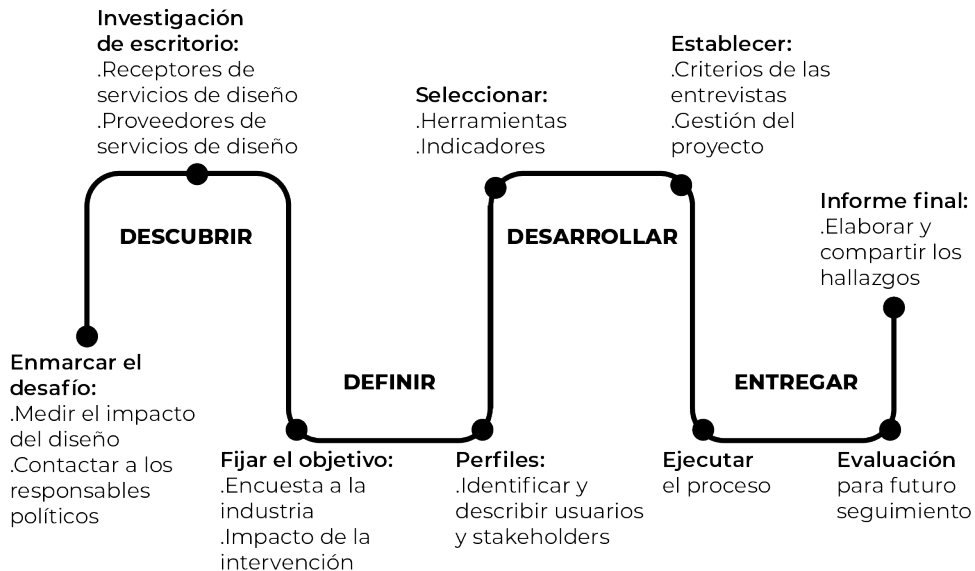 Investigación
de escritorio:
.Receptores de
servicios de diseño
.Proveedores de
servicios de diseño
DESCUBRIR
Enmarcar el
desafío:
.Medir el impacto
del diseño
.Contactar a los
responsables
políticos
DEFINIR
Fijar el objetivo:
.Encuesta a la
industria
.Impacto de la
intervención
Perfiles:
.Identificar y
describir usuarios
y stakeholders
Seleccionar:
.Herramientas
.Indicadores
DESARROLLAR
Establecer:
.Criterios de las
entrevistas
.Gestión del
proyecto
ENTREGAR
Ejecutar
el proceso
Evaluación
para futuro
seguimiento
Informe final:
.Elaborar y
compartir los
hallazgos